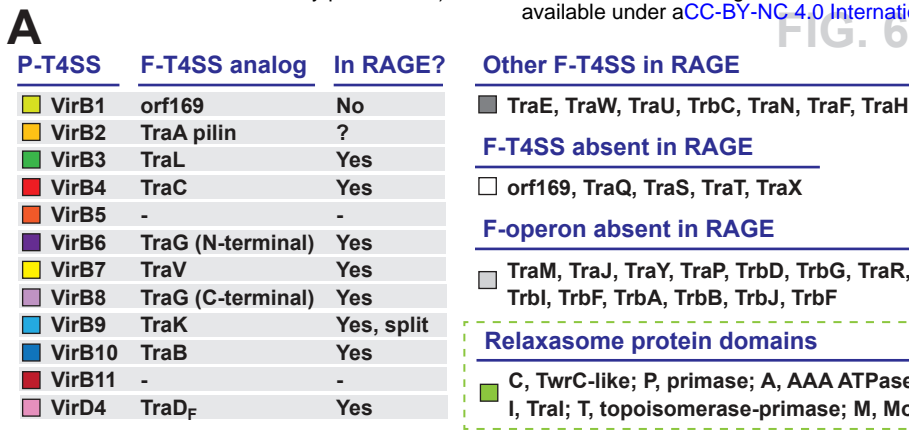 available under aCC-BY-NC 4.0 Internati
FIG. 6
A
P-T4SS F-T4SS analog In RAGE?
VirB1 orf169 No
VirB2 TraA pilin ?
VirB3 TraL Yes
VirB4 TraC Yes
VirB5 - -
VirB6 TraG (N-terminal) Yes
VirB7 TraV Yes
VirB8 TraG (C-terminal) Yes
VirB9 TraK Yes, split
VirB10 TraB Yes
VirB11 - -
VirD4 TraDF Yes
Other F-T4SS in RAGE
TraE, TraW, TraU, TrbC, TraN, TraF, TraH
F-T4SS absent in RAGE
orf169, TraQ, TraS, TraT, TraX
F-operon absent in RAGE
TraM, TraJ, TraY, TraP, TrbD, TrbG, TraR,
TrbI, TrbF, TrbA, TrbB, TrbJ, TrbF
Relaxasome protein domains
C, TwrC-like; P, primase; A, AAA ATPase
I, TraI; T, topoisomerase-primase; M, Mo